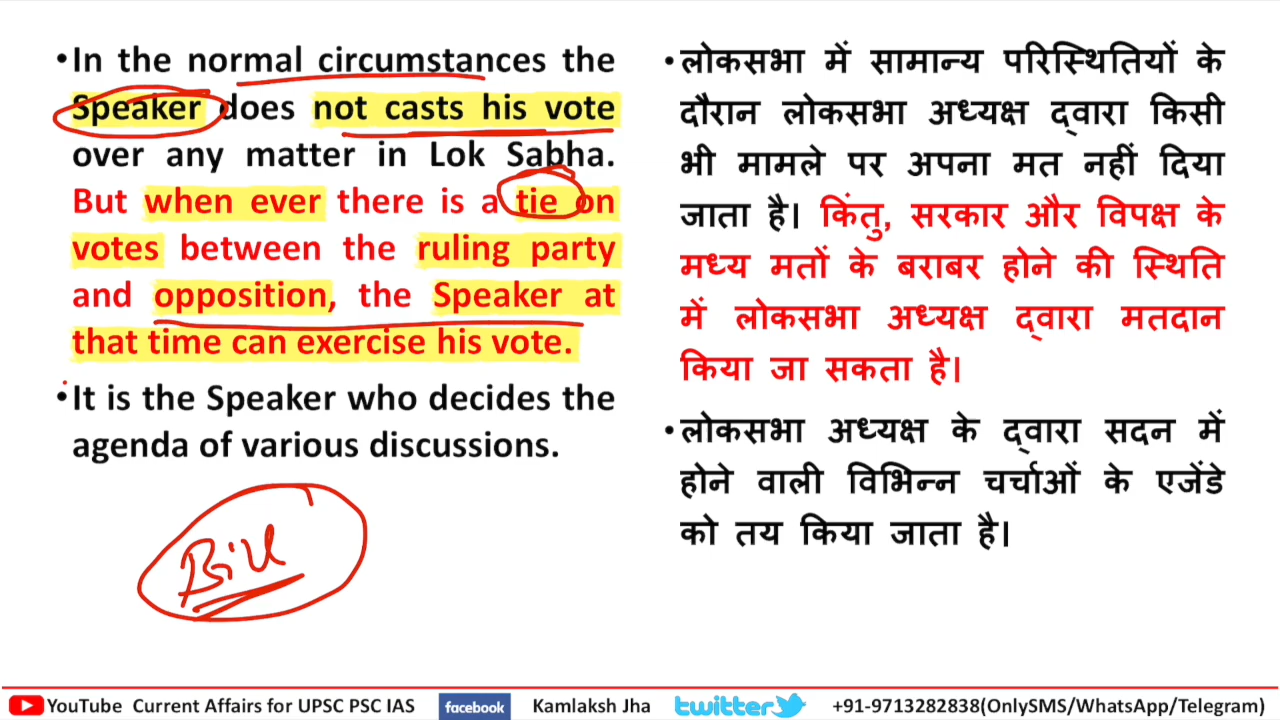 •In the normal circumstances the
Speaker does not casts his vote
over any matter in Lok Sabha.
But when ever there is a tie on
votes between the ruling party
and opposition, the Speaker at
that time can exercise his vote.
•It is the Speaker who decides the
agenda of various discussions.
Bill
•लोकसभा में सामान्य परिस्थितियों के
दौरान लोकसभा अध्यक्ष द्वारा किसी
भी मामले पर अपना मत नहीं दिया
जाता है। किंतु, सरकार और विपक्ष के
मध्य मतों के बराबर होने की स्थिति
में लोकसभा अध्यक्ष द्वारा मतदान
किया जा सकता है।
•लोकसभा अध्यक्ष के द्वारा सदन में
होने वाली विभिन्न चर्चाओं के एजेंडे
को तय किया जाता है।
YouTube Current Affairs for UPSC PSC IAS facebook Kamlaksh Jha twitter +91-9713282838(OnlySMS/WhatsApp/Telegram)